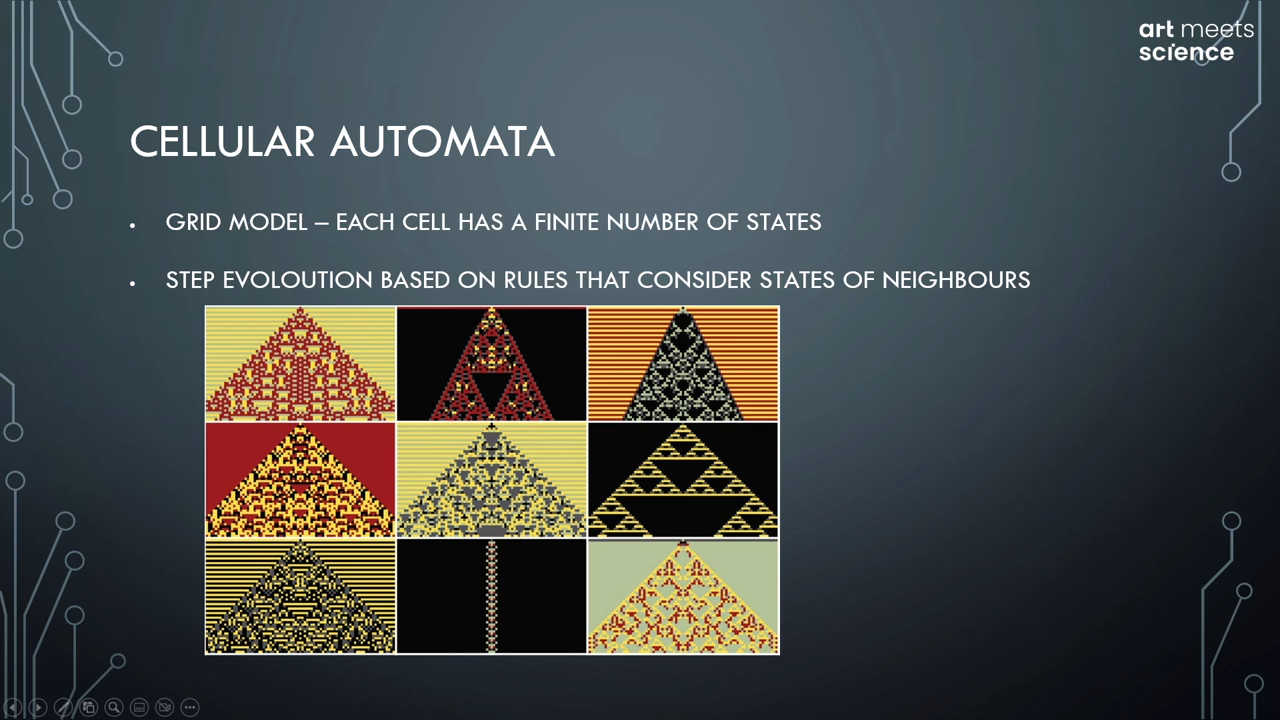 art meets
science
CELLULAR AUTOMATA
• GRID MODEL – EACH CELL HAS A FINITE NUMBER OF STATES
• STEP EVOLOUTION BASED ON RULES THAT CONSIDER STATES OF NEIGHBOURS